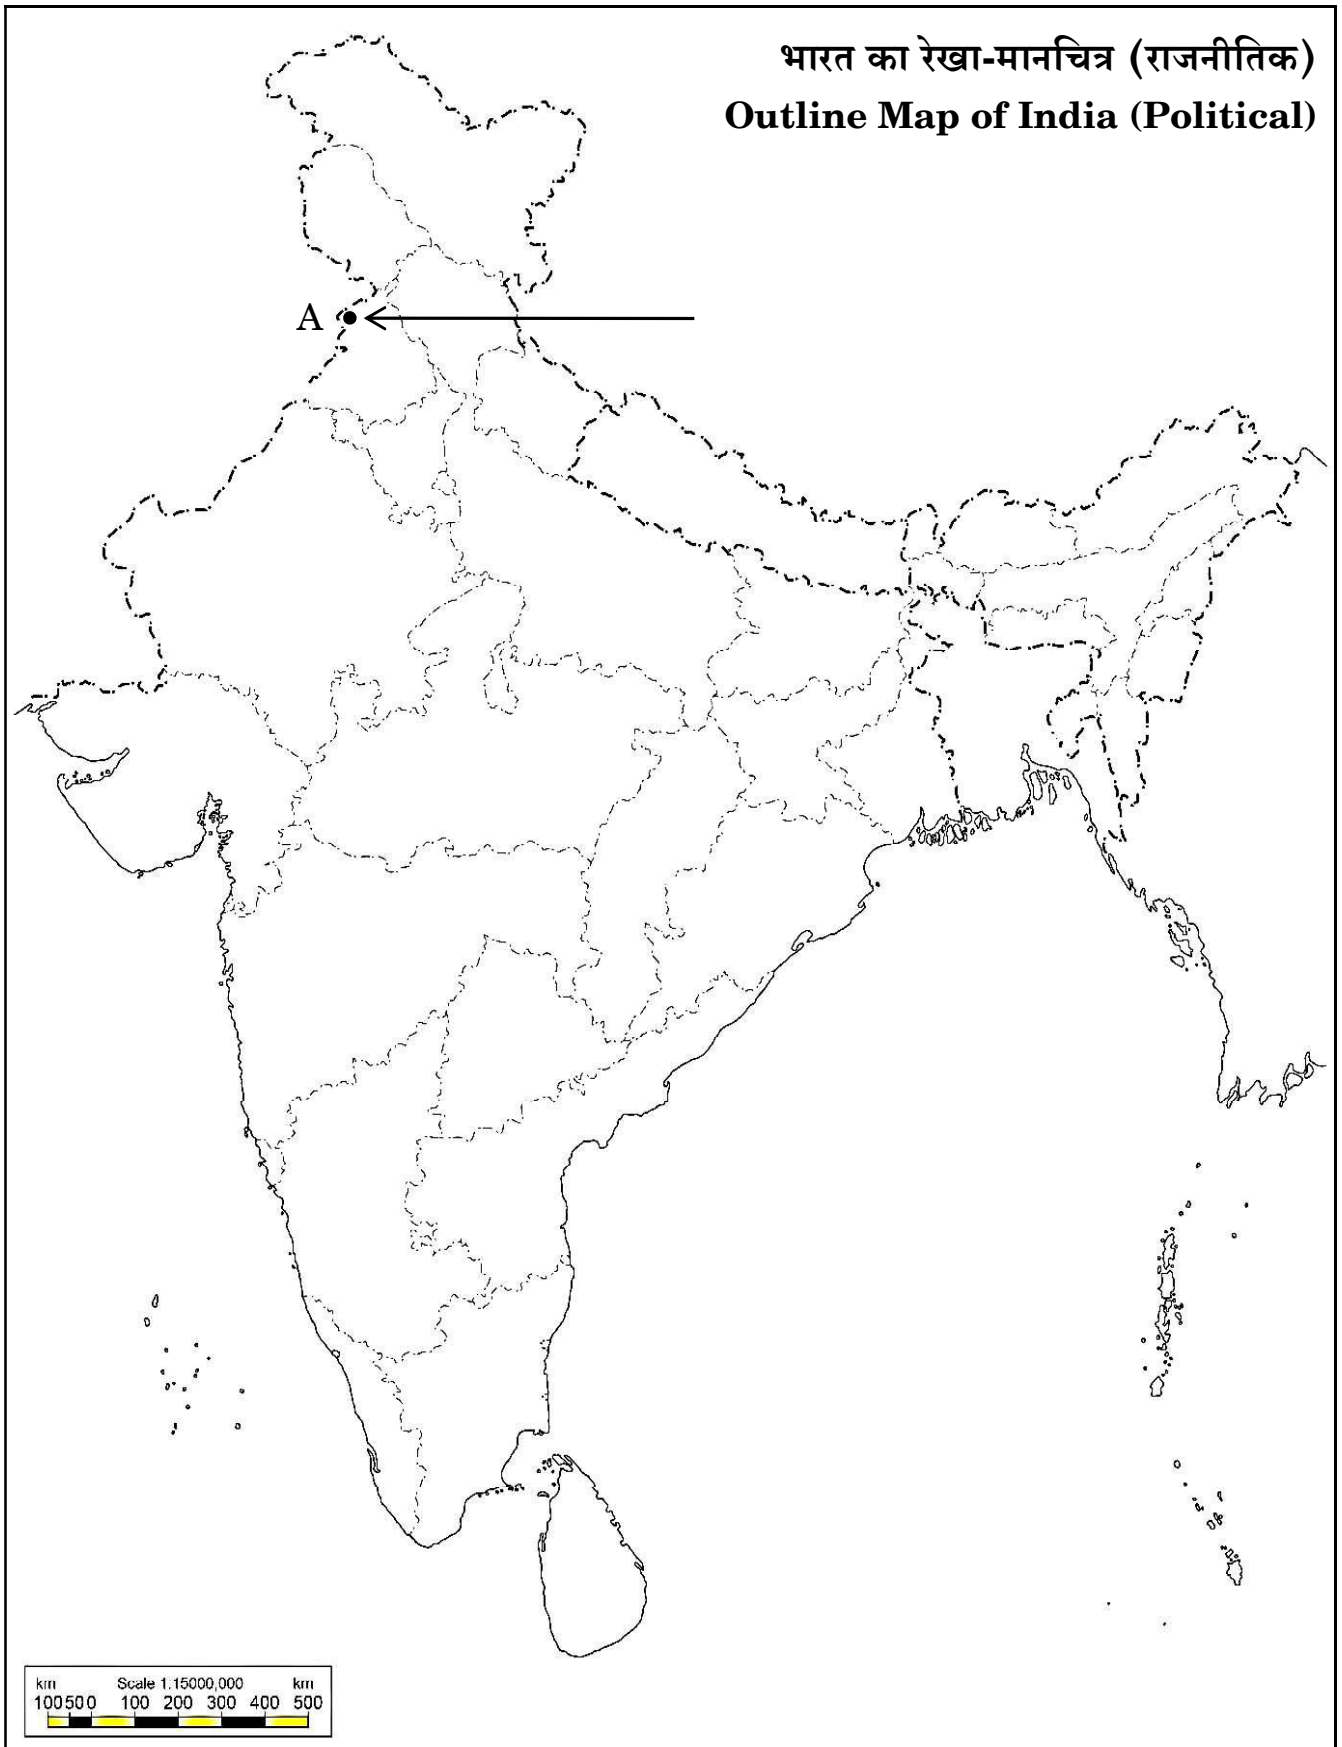 भारत का रेखा-मानचित्र (राजनीतिक)
Outline Map of India (Political)
A
km Scale 1:15000,000 km
100 50 0 100 200 300 400 500